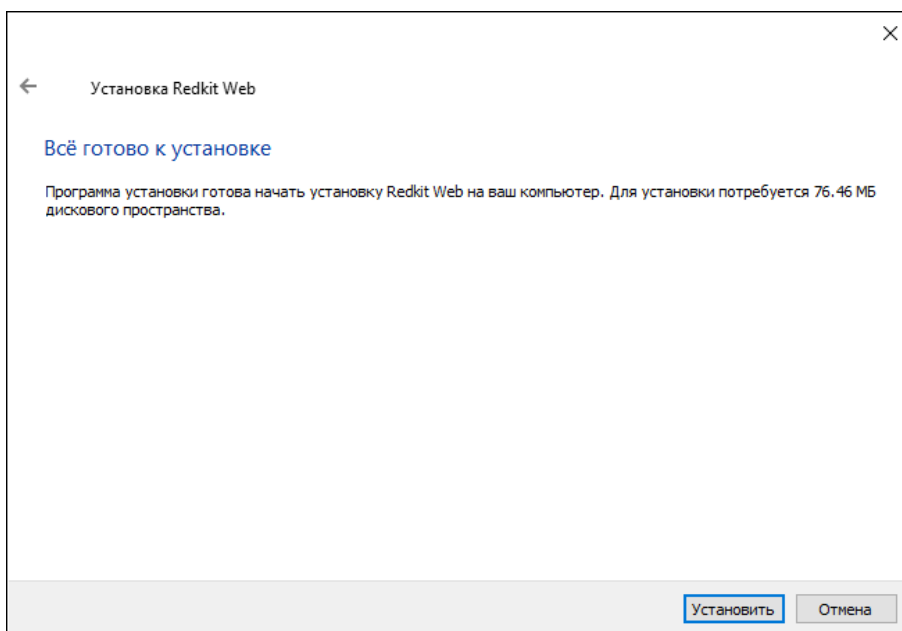 Установка Redkit Web
Всё готово к установке
Программа установки готова начать установку Redkit Web на ваш компьютер. Для установки потребуется 76.46 МБ
дискового пространства.
Установить
Отмена